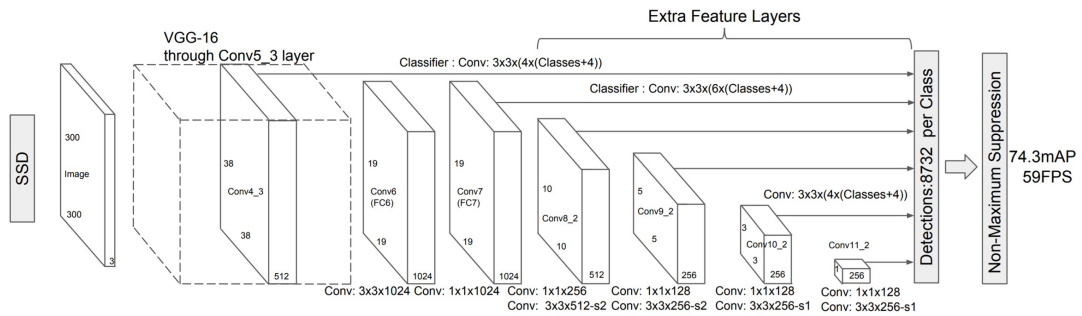 Extra Feature Layers
VGG-16
through Conv5_3 layer
Classifier : Conv: 3x3x(4x(Classes+4))
Classifier : Conv: 3x3x(6x(Classes+4))
SSD
300
Image
300
3
38
Conv4_3
38
512
19
Conv6
(FC6)
19
1024
19
Conv7
(FC7)
19
1024
10
Conv8_2
10
512
5
Conv9_2
5
256
Conv: 3x3x(4x(Classes+4))
3
Conv10_2
3
256
Conv11_2
1
256
Detections:8732 per Class
Non-Maximum Suppression
74.3mAP
59FPS
Conv: 3x3x1024
Conv: 1x1x1024
Conv: 1x1x256
Conv: 3x3x512-s2
Conv: 1x1x128
Conv: 3x3x256-s2
Conv: 1x1x128
Conv: 3x3x256-s1
Conv: 1x1x128
Conv: 3x3x256-s1